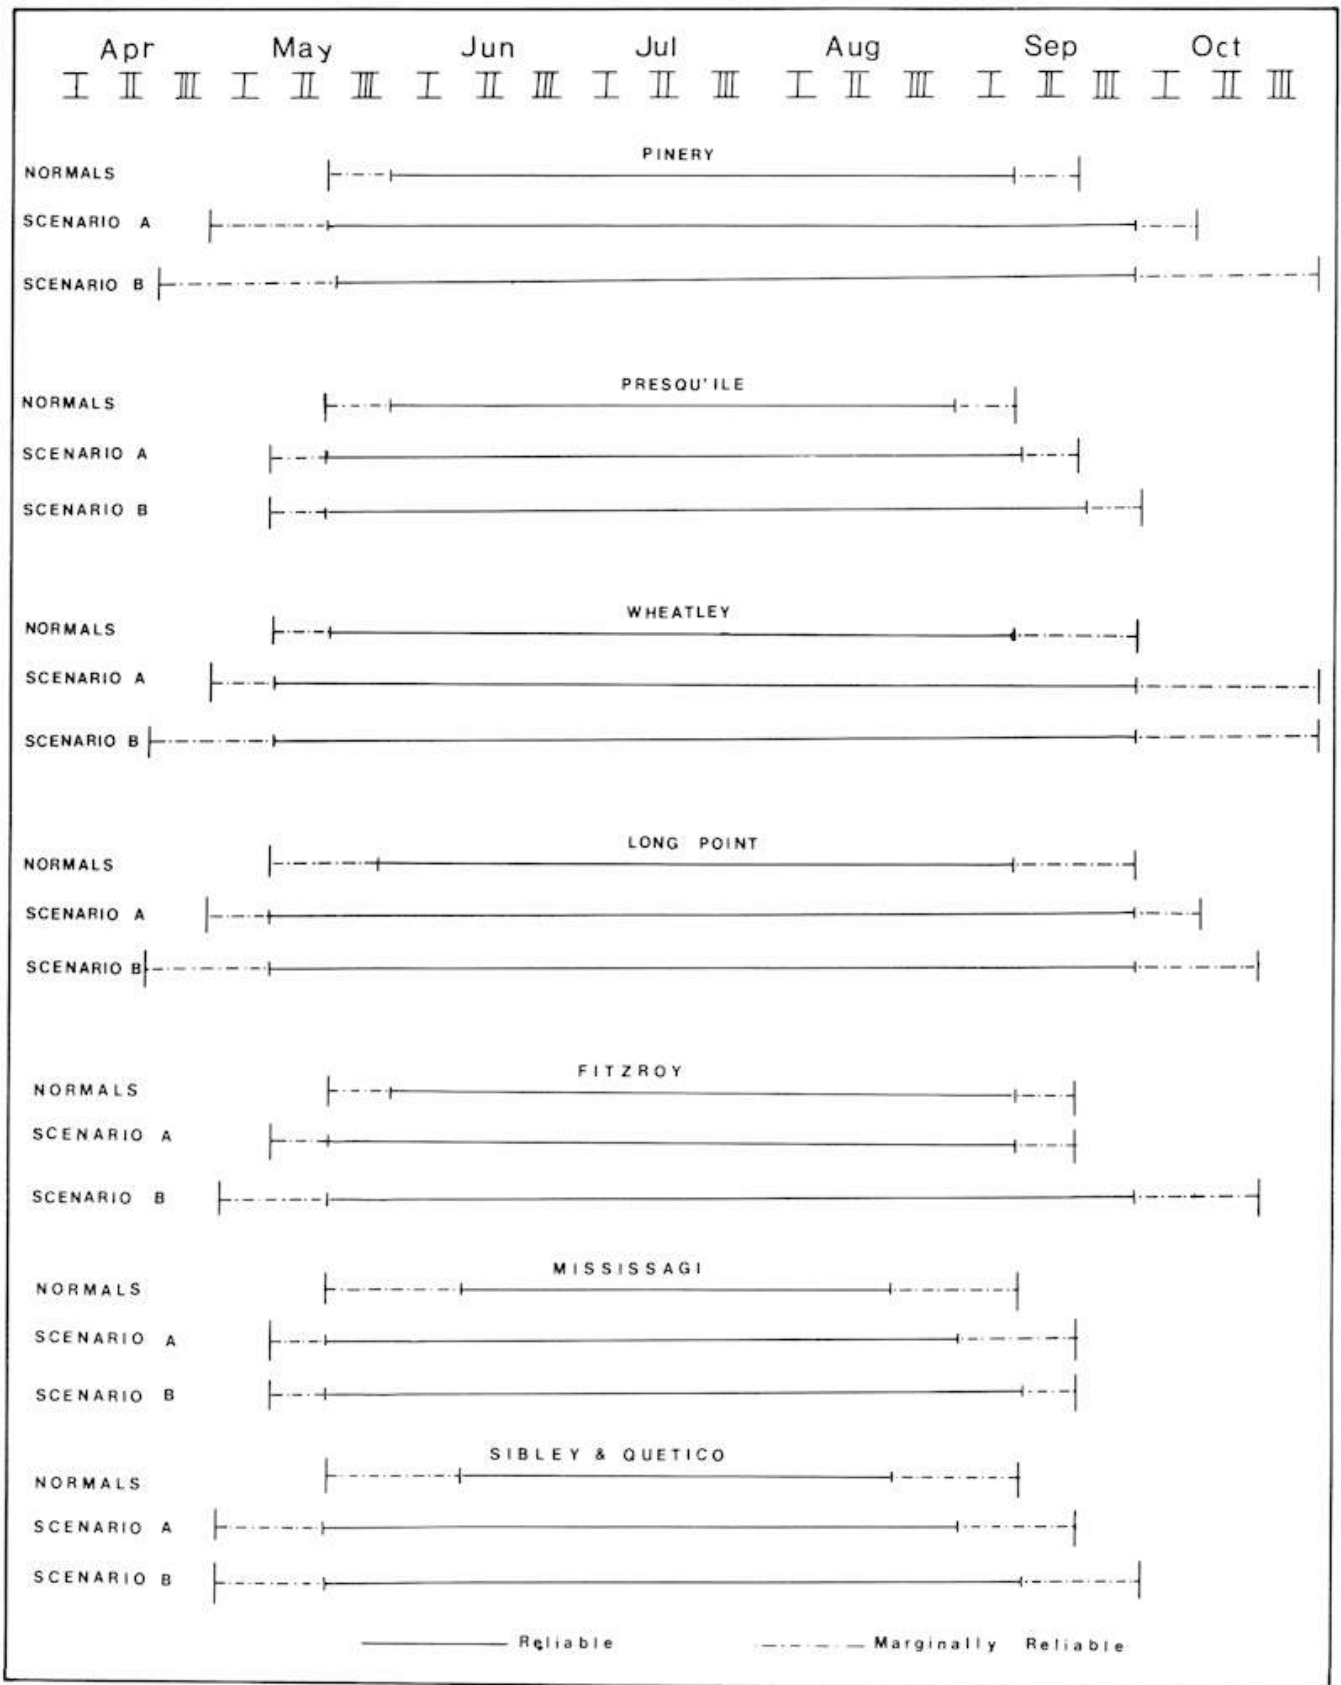 Apr May Jun Jul Aug Sep Oct
I II III I II III I II III I II III I II III I II III I II III
PINERY
NORMALS
SCENARIO A
SCENARIO B
PRESQU'ILE
NORMALS
SCENARIO A
SCENARIO B
WHEATLEY
NORMALS
SCENARIO A
SCENARIO B
LONG POINT
NORMALS
SCENARIO A
SCENARIO B
FITZROY
NORMALS
SCENARIO A
SCENARIO B
MISSISSAGI
NORMALS
SCENARIO A
SCENARIO B
SIBLEY & QUETICO
NORMALS
SCENARIO A
SCENARIO B
Reliable Marginally Reliable